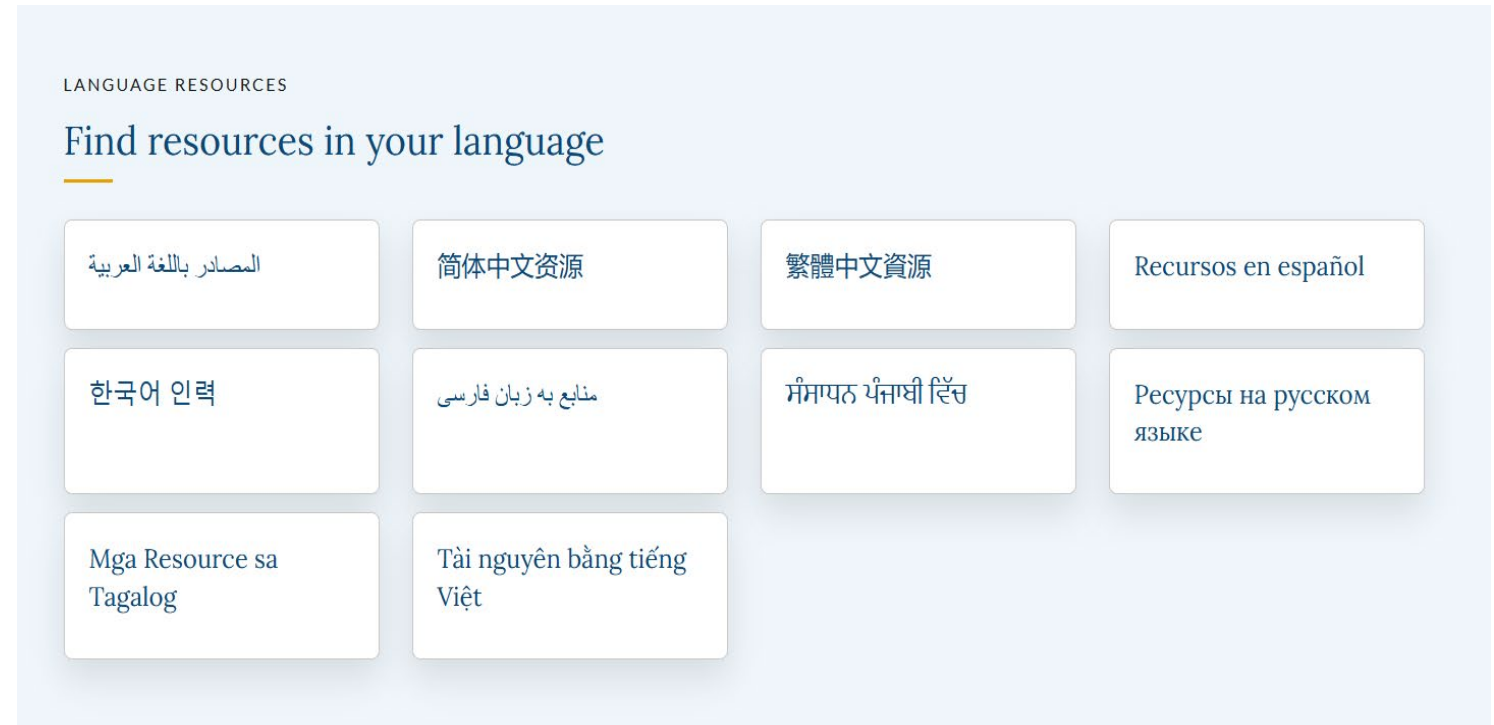 LANGUAGE RESOURCES
Find resources in your language
المصادر باللغة العربية
简体中文资源
繁體中文資源
Recursos en español
한국어 인력
منابع به زبان فارسی
ਸੰਸਾਧਨ ਪੰਜਾਬੀ ਵਿੱਚ
Ресурсы на русском
языке
Mga Resource sa
Tagalog
Tài nguyên bằng tiếng
Việt